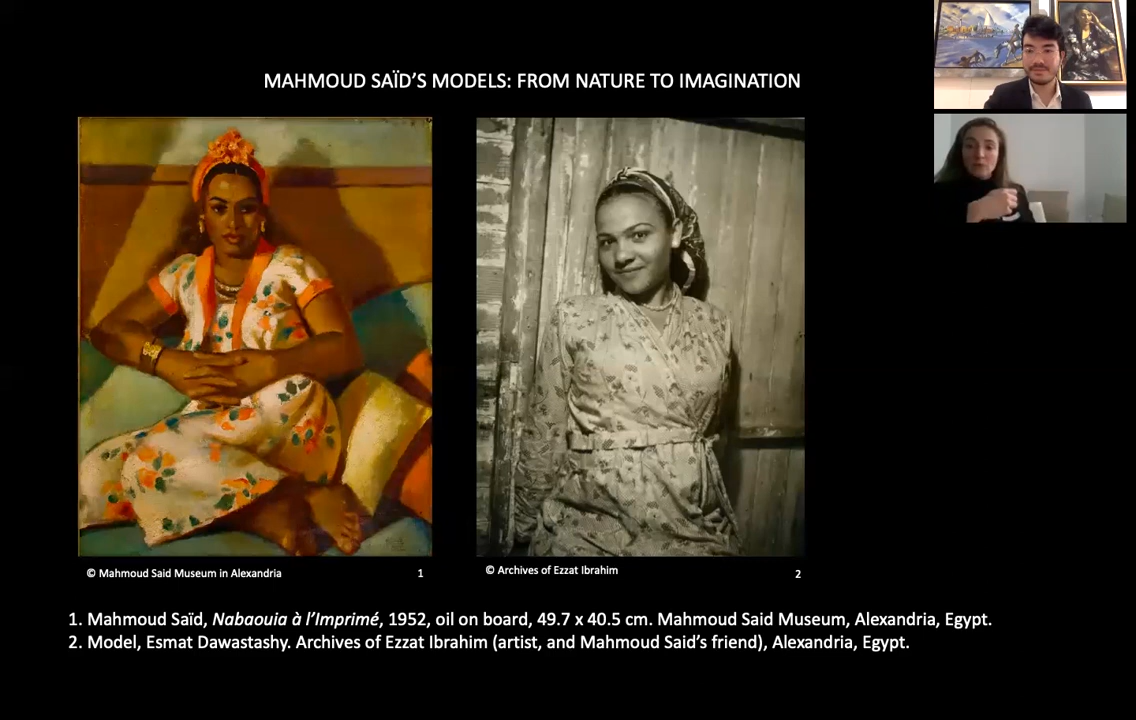 MAHMOUD SAÏD’S MODELS: FROM NATURE TO IMAGINATION
© Mahmoud Said Museum in Alexandria
1
© Archives of Ezzat Ibrahim
2
1. Mahmoud Saïd, Nabaouia à l’Imprimé, 1952, oil on board, 49.7 x 40.5 cm. Mahmoud Said Museum, Alexandria, Egypt.
2. Model, Esmat Dawastashy. Archives of Ezzat Ibrahim (artist, and Mahmoud Said’s friend), Alexandria, Egypt.